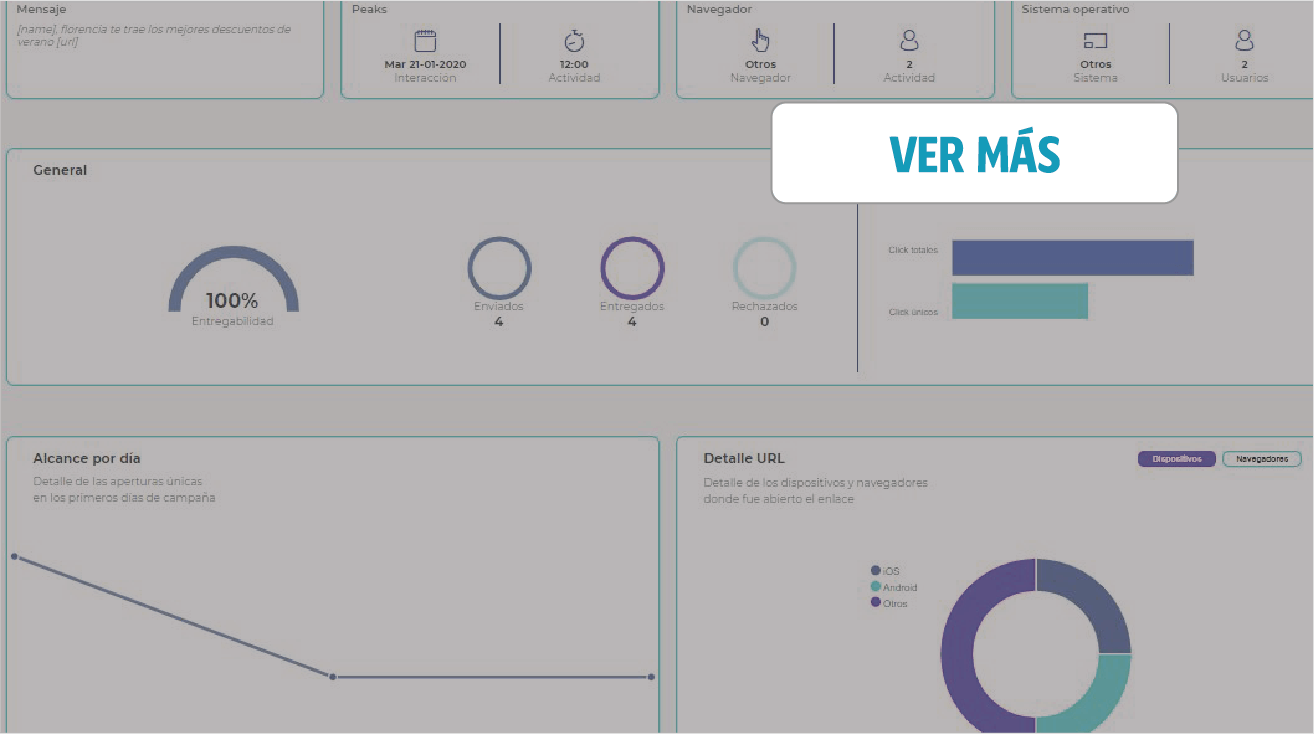 Mensaje
[name], florencia te trae los mejores descuentos de
verano [url]
Peaks
Mar 21-01-2020
Interacción
12:00
Actividad
Navegador
Otros
Navegador
2
Actividad
Sistema operativo
Otros
Sistema
2
Usuarios
VER MÁS
General
100%
Entregabilidad
Enviados
4
Entregados
4
Rechazados
0
Click totales
Click únicos
Alcance por día
Detalle de las aperturas únicas
en los primeros días de campaña
Detalle URL
Detalle de los dispositivos y navegadores
donde fue abierto el enlace
Dispositivos
Navegadores
iOS
Android
Otros